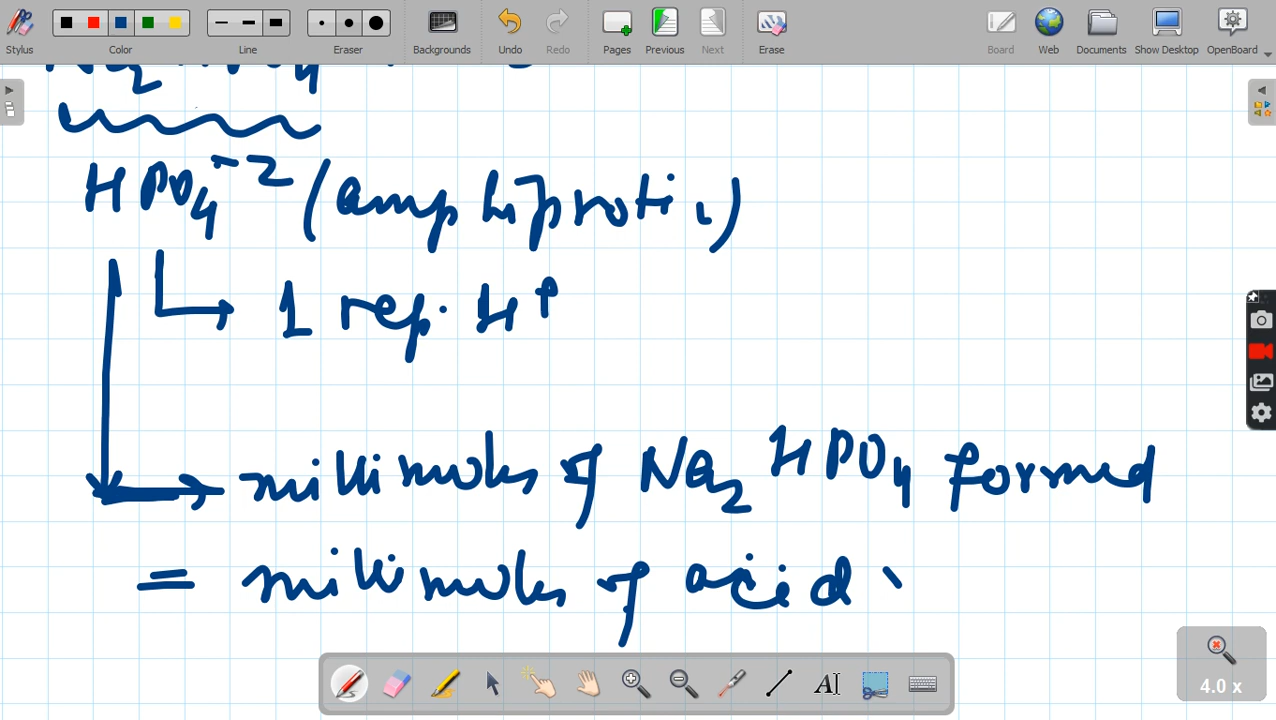 Stylus Color Line Eraser Backgrounds Undo Redo Pages Previous Next Erase Board Web Documents Show Desktop OpenBoard
HPO4-2 (amphiprotic)
1 rep. H+
millimoles of Na2HPO4 formed
= millimoles of acid
4.0 x